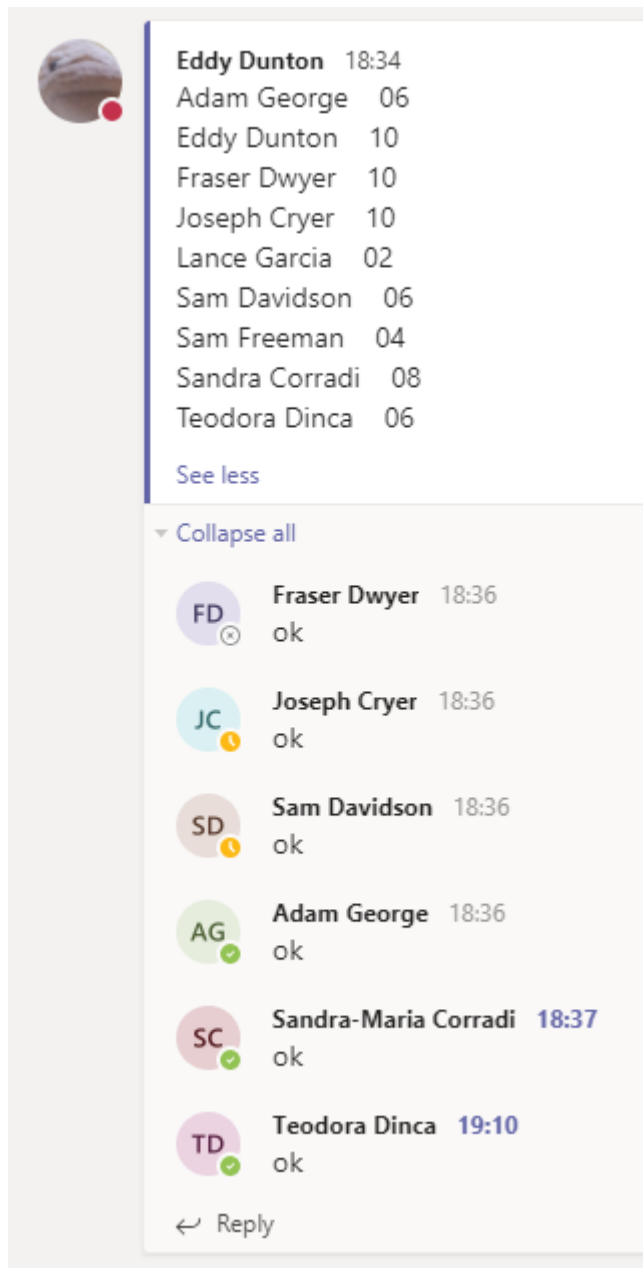 Eddy Dunton 18:34
Adam George 06
Eddy Dunton 10
Fraser Dwyer 10
Joseph Cryer 10
Lance Garcia 02
Sam Davidson 06
Sam Freeman 04
Sandra Corradi 08
Teodora Dinca 06
See less
Collapse all
FD
Fraser Dwyer 18:36
ok
JC
Joseph Cryer 18:36
ok
SD
Sam Davidson 18:36
ok
AG
Adam George 18:36
ok
SC
Sandra-Maria Corradi 18:37
ok
TD
Teodora Dinca 19:10
ok
Reply